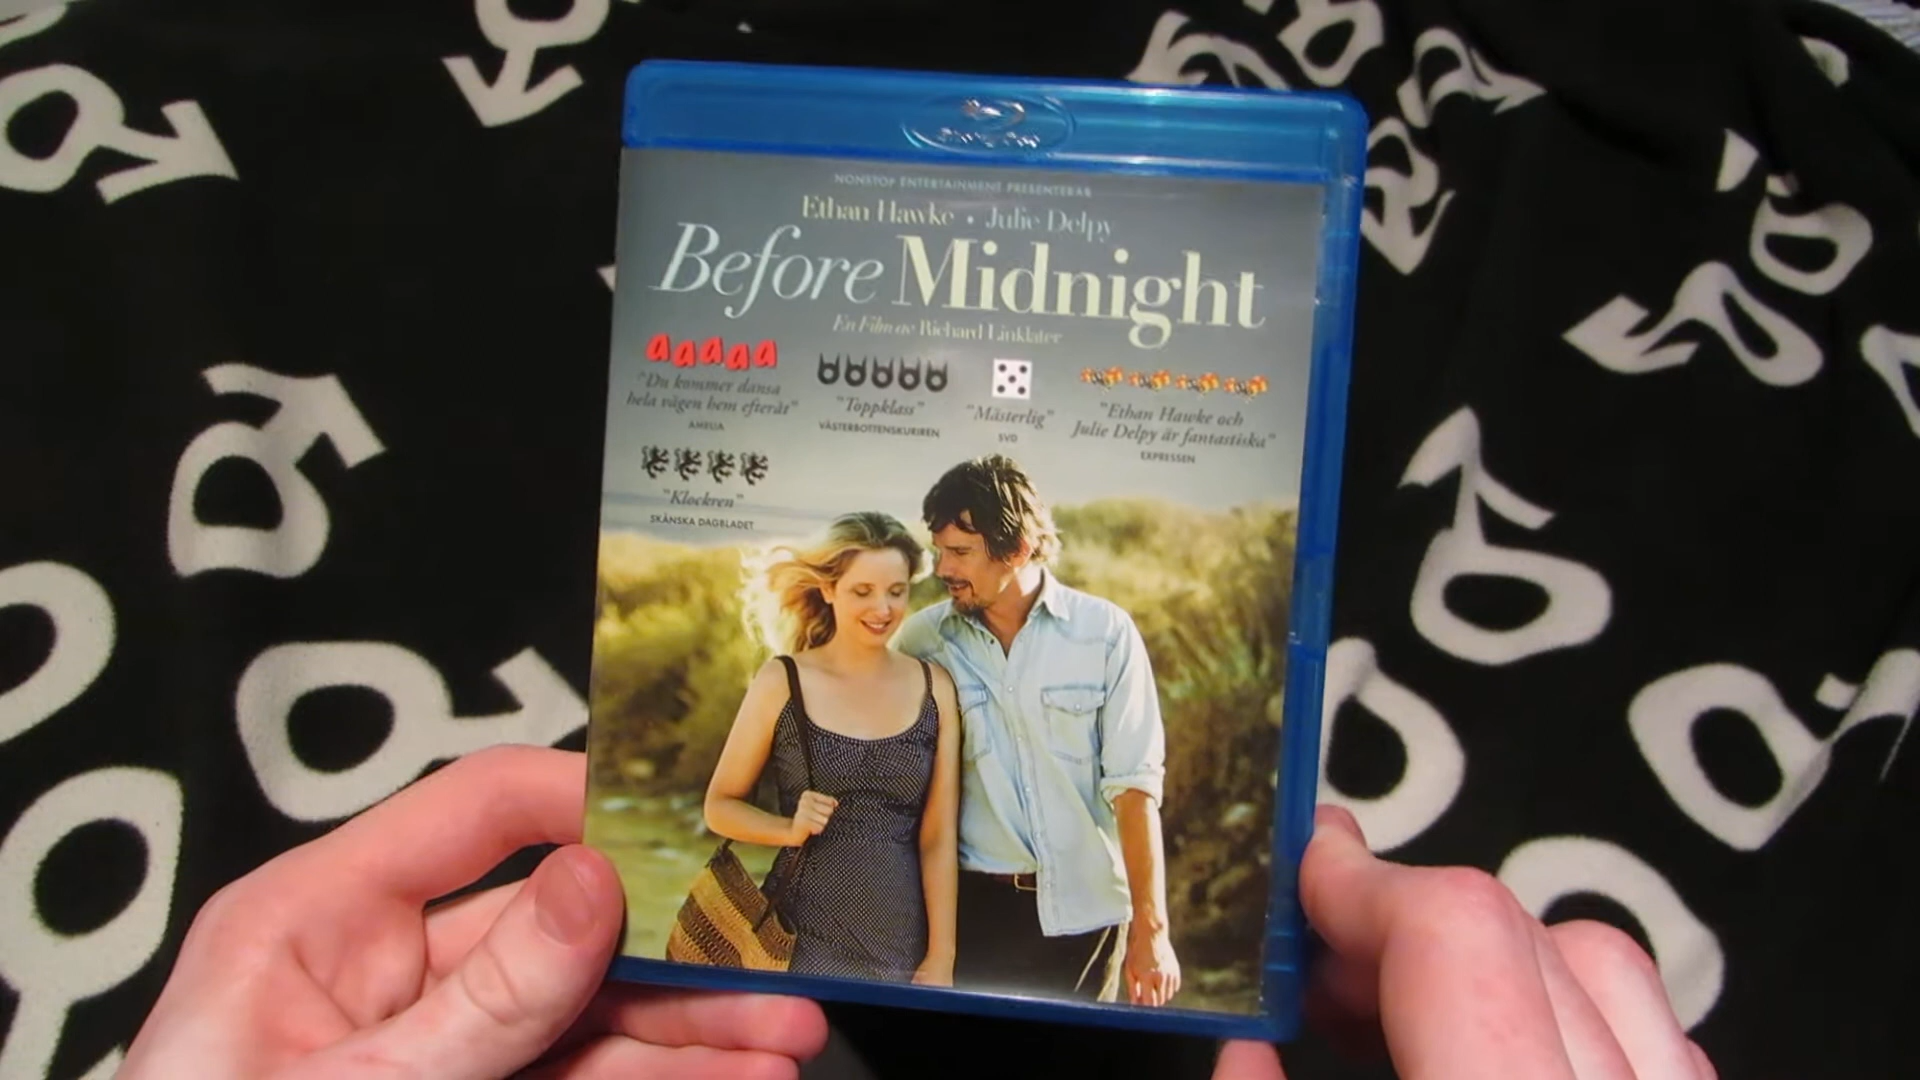 NONSTOP ENTERTAINMENT PRESENTERAR
Ethan Hawke • Julie Delpy
Before Midnight
En Film av Richard Linklater
aaaaa
"Du kommer dansa
hela vägen hem efteråt"
AMELIA
"Toppklass"
VÄSTERBOTTENSKURIREN
"Mästerlig"
SVD
"Ethan Hawke och
Julie Delpy är fantastiska"
EXPRESSEN
"Klockren"
SKÅNSKA DAGBLADET